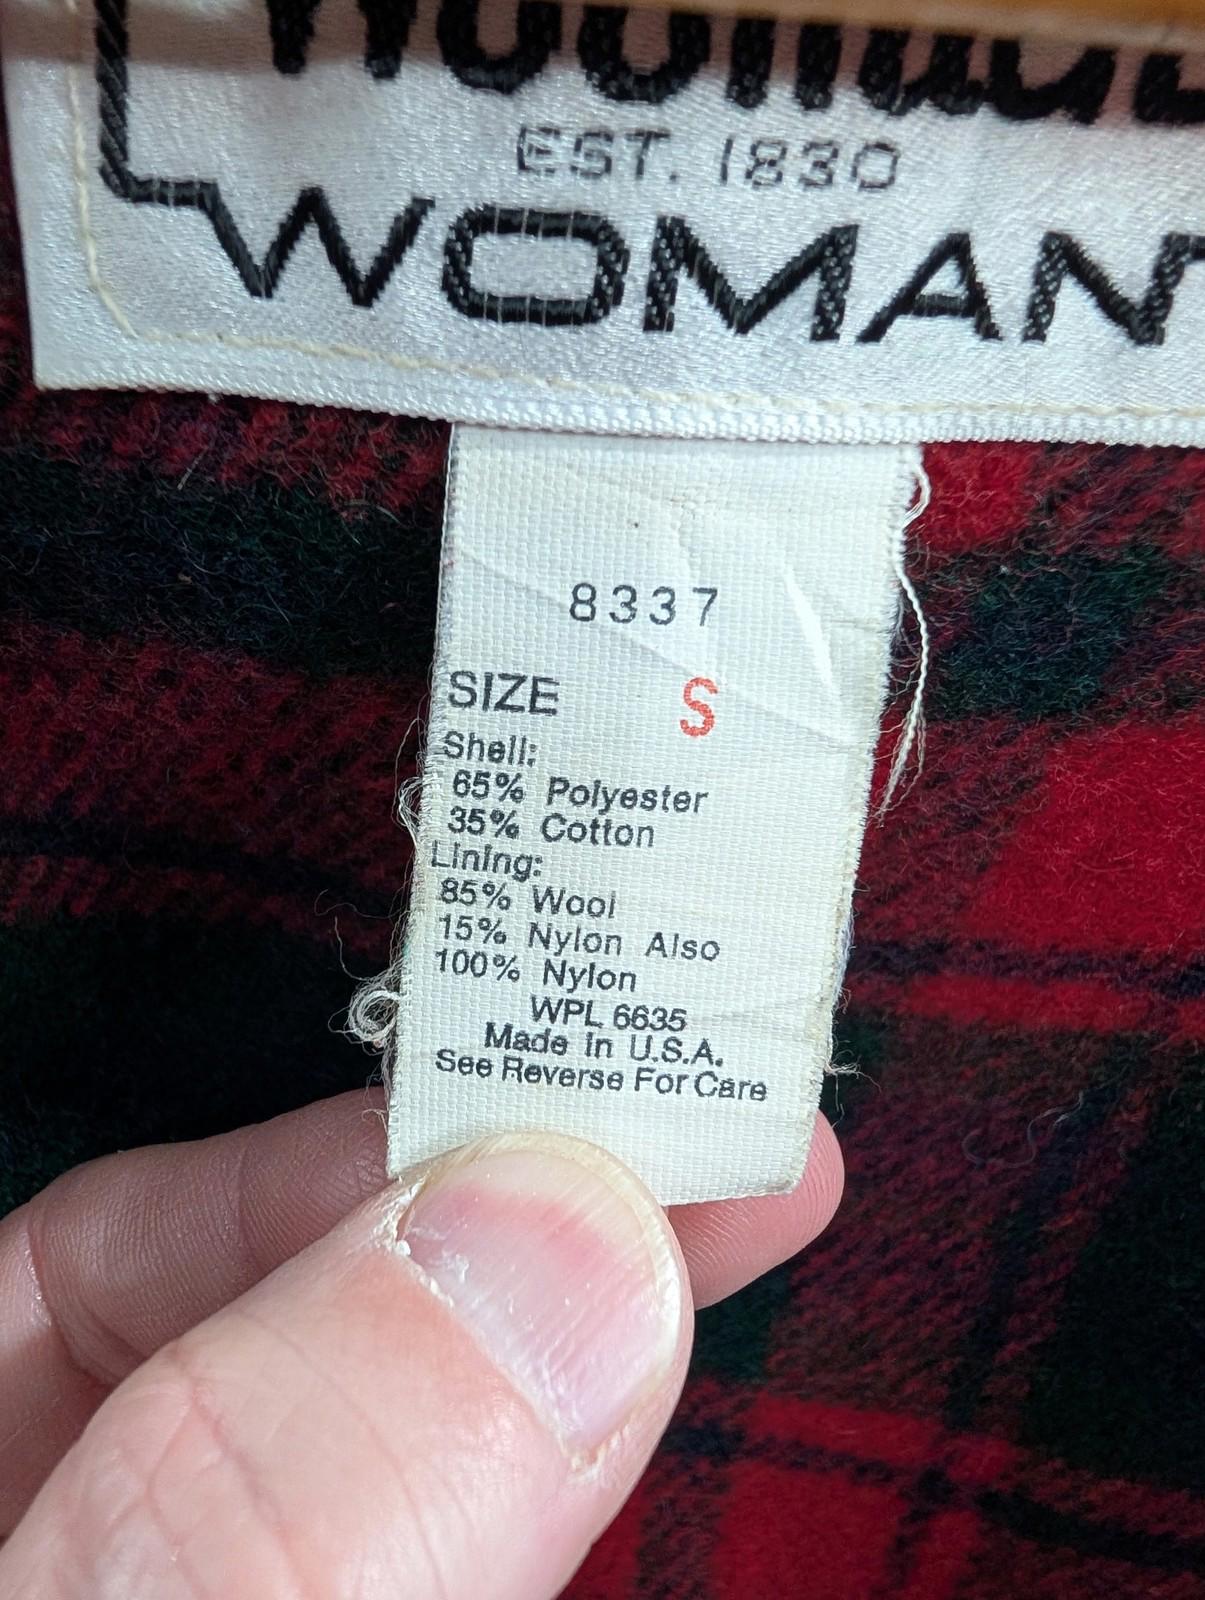 EST. 1830
WOMAN
8337
SIZE S
Shell:
65% Polyester
35% Cotton
Lining:
85% Wool
15% Nylon Also
100% Nylon
WPL 6635
Made in U.S.A.
See Reverse For Care